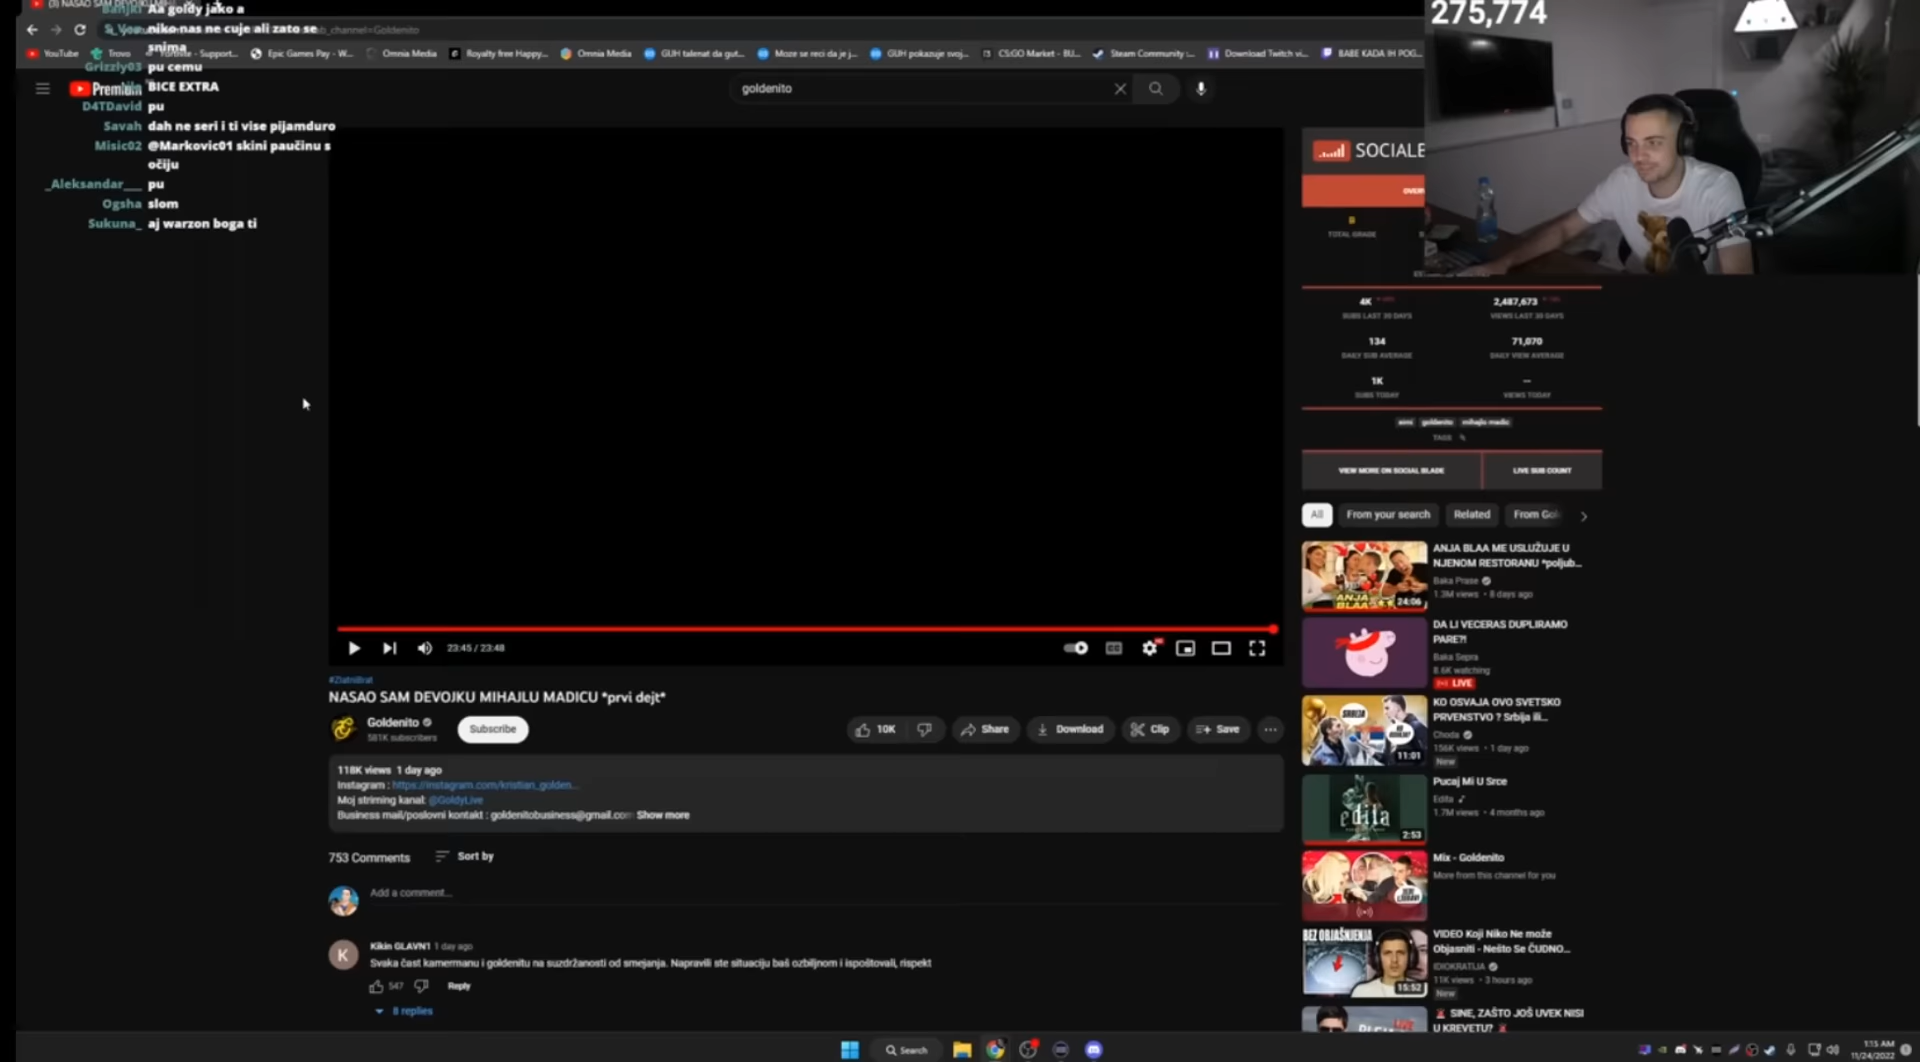 Aa goldy jako a
niko nas ne cuje ali zato se
snima
Grizzly03 pu cemu
BICE EXTRA
D4TDavid pu
Savah dah ne seri i ti vise pijamduro
Misic02 @Markovic01 skini paučinu s
očiju
_Aleksandar___ pu
Ogsha slom
Sukuna_ aj warzon boga ti
YouTube
Trovo
Epic Games Pay - W...
Omnia Media
Royalty free Happy...
Omnia Media
GUH talenat da gut...
Moze se reci da je j...
GUH pokazuje svoj...
CS:GO Market - BU...
Steam Community :...
Download Twitch vi...
BABE KADA IH POG...
275,774
Premium
goldenito
SOCIALE
TOTAL GRADE
4K
2,487,673
SUBS LAST 30 DAYS
VIEWS LAST 30 DAYS
134
71,070
DAILY SUB AVERAGE
DAILY VIEW AVERAGE
1K
--
SUBS TODAY
VIEWS TODAY
goldenito mihajlo madic
TAGS
VIEW MORE ON SOCIAL BLADE
LIVE SUB COUNT
All
From your search
Related
From Gol
23:45 / 23:48
#ZlatniBrat
NASAO SAM DEVOJKU MIHAJLU MADICU *prvi dejt*
Goldenito
581K subscribers
Subscribe
10K
Share
Download
Clip
Save
118K views 1 day ago
Instagram : https://instagram.com/kristian_golden...
Moj striming kanal: @GoldyLive
Business mail/poslovni kontakt : goldenitobusiness@gmail.com Show more
753 Comments
Sort by
Add a comment...
K
Kikin GLAVN1 1 day ago
Svaka čast kamermanu i goldenitu na suzdržanosti od smejanja. Napravili ste situaciju baš ozbiljnom i ispoštovali, rispekt
547
Reply
8 replies
ANJA BLAA
24:06
ANJA BLAA ME USLUŽUJE U
NJENOM RESTORANU *poljub...
Baka Prase
1.3M views • 8 days ago
DA LI VECERAS DUPLIRAMO
PARE?!
Baka Sepra
8.6K watching
LIVE
SRBIJA
11:01
KO OSVAJA OVO SVETSKO
PRVENSTVO ? Srbija ili...
Choda
156K views • 1 day ago
New
edita
2:53
Pucaj Mi U Srce
Edita
1.7M views • 4 months ago
Mix - Goldenito
More from this channel for you
BEZ OBJAŠNJENJA
15:52
VIDEO Koji Niko Ne može
Objasniti - Nešto Se ČUDNO...
IDIOKRATIJA
11K views • 3 hours ago
New
SINE, ZAŠTO JOŠ UVEK NISI
U KREVETU?
Search
1:15 AM
11/24/2022